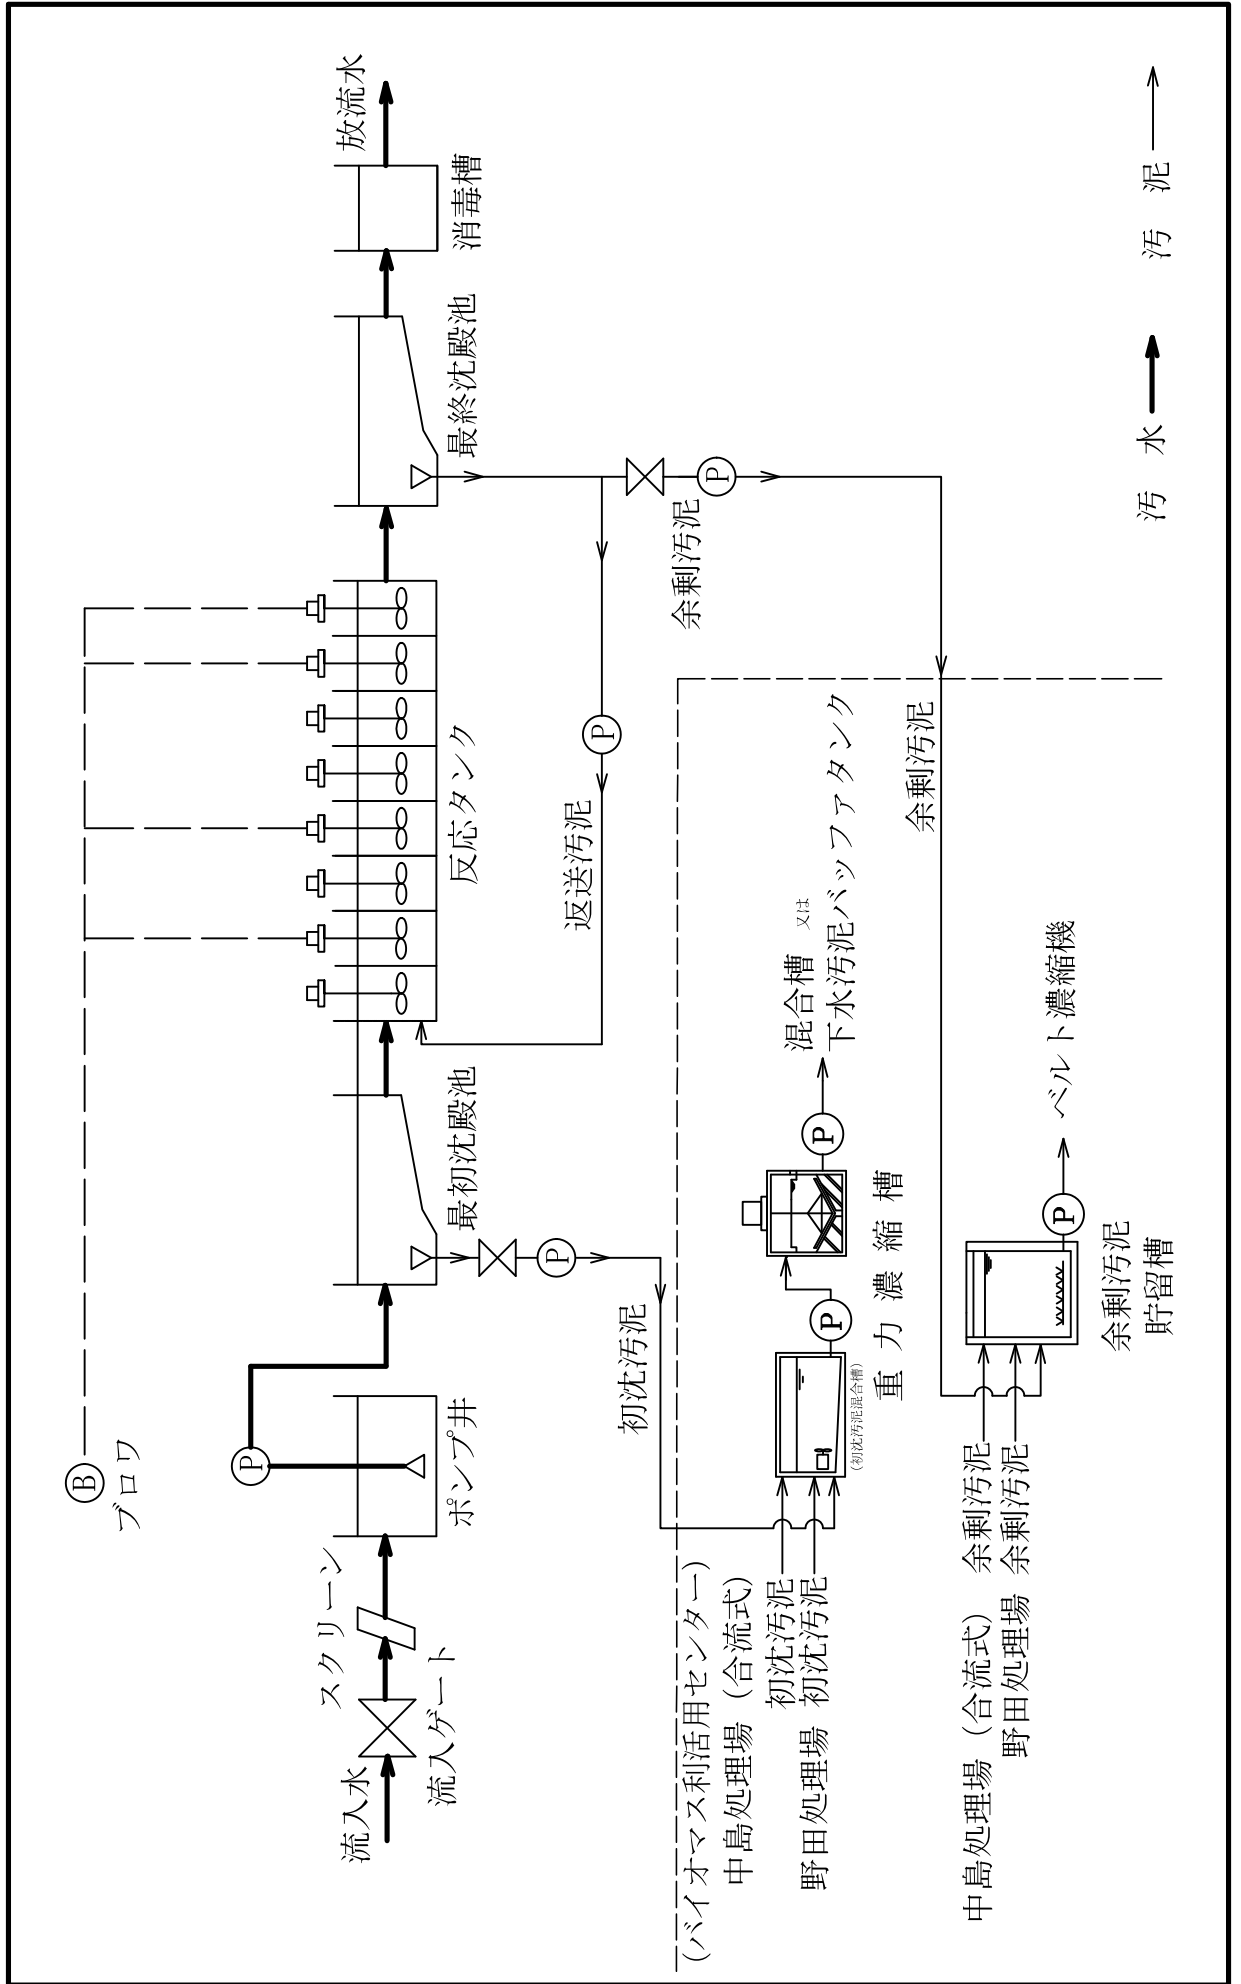 B
ブロワ
流入水
流入ゲート
スクリーン
P
ポンプ井
最初沈殿池
反応タンク
最終沈殿池
消毒槽
放流水
P
初沈汚泥
P
返送汚泥
P
余剰汚泥
(バイオマス利活用センター)
中島処理場 (合流式)
初沈汚泥
野田処理場 初沈汚泥
(初沈汚泥混合槽)
P
重力濃縮槽
P
混合槽 又は
下水汚泥バッファタンク
余剰汚泥
中島処理場 (合流式) 余剰汚泥
野田処理場 余剰汚泥
余剰汚泥
貯留槽
P
ベルト濃縮機
汚 水
汚 泥